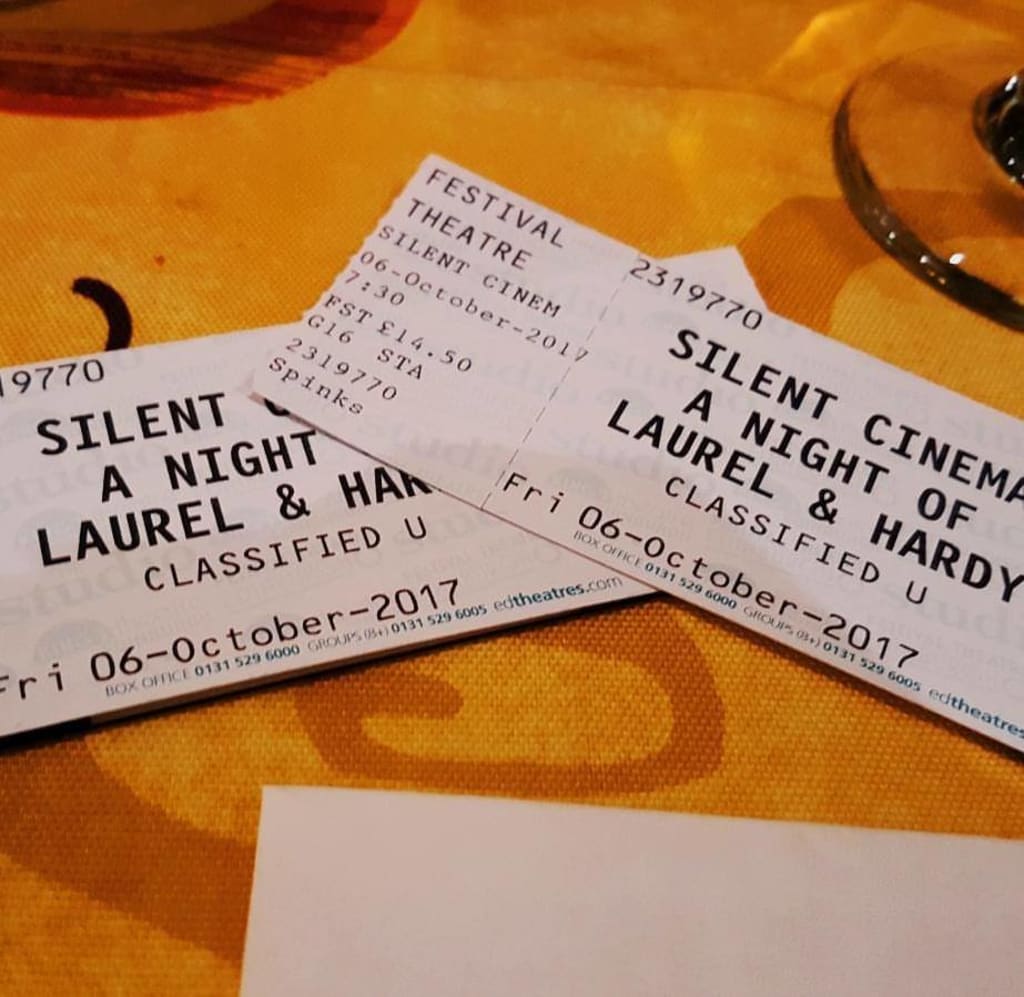 FESTIVAL
THEATRE
SILENT CINEM
06-October-2017
7:30
FST £14.50
G16 STA
2319770
Spinks
2319770
SILENT CINEMA
A NIGHT OF
LAUREL & HARDY
CLASSIFIED U
Fri 06-October-2017
BOX OFFICE 0131 529 6000 GROUPS (8+) 0131 529 6005 edtheatres
19770
SILENT
A NIGHT
LAUREL & HAR
CLASSIFIED U
Fri 06-October-2017
BOX OFFICE 0131 529 6000 GROUPS (8+) 0131 529 6005 edtheatres.com